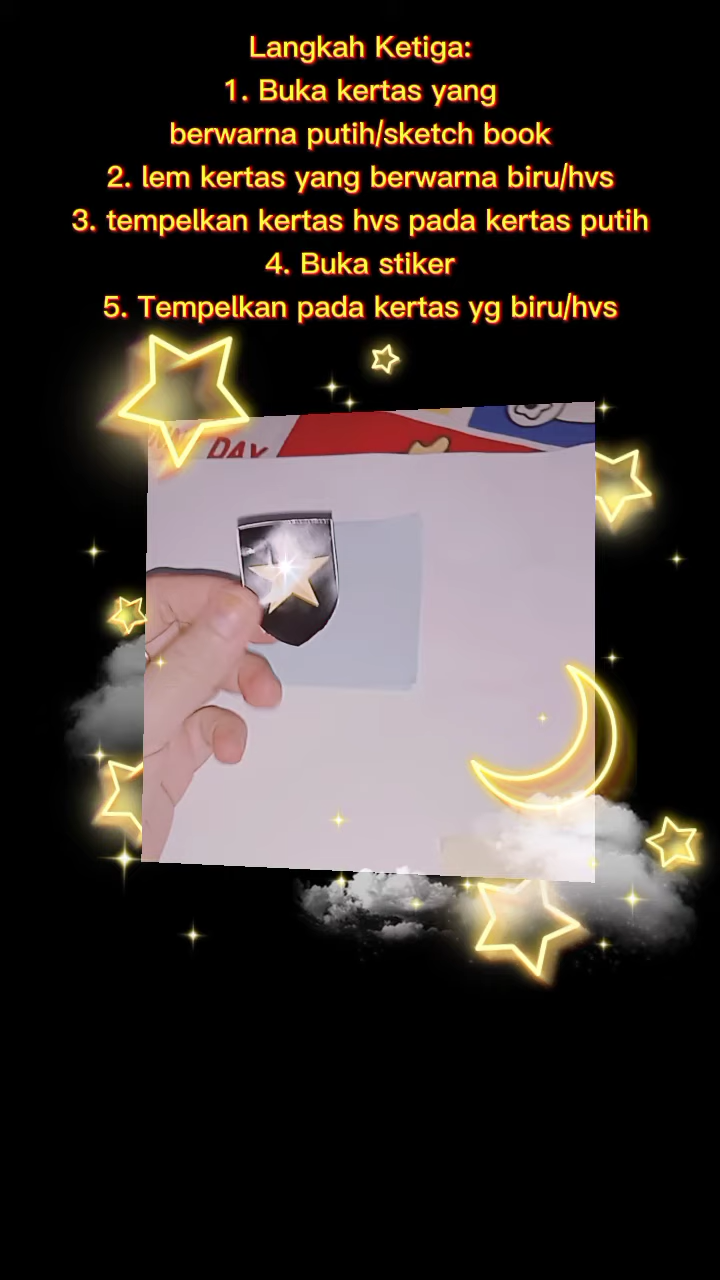 Langkah Ketiga:
1. Buka kertas yang
berwarna putih/sketch book
2. lem kertas yang berwarna biru/hvs
3. tempelkan kertas hvs pada kertas putih
4. Buka stiker
5. Tempelkan pada kertas yg biru/hvs
DAY